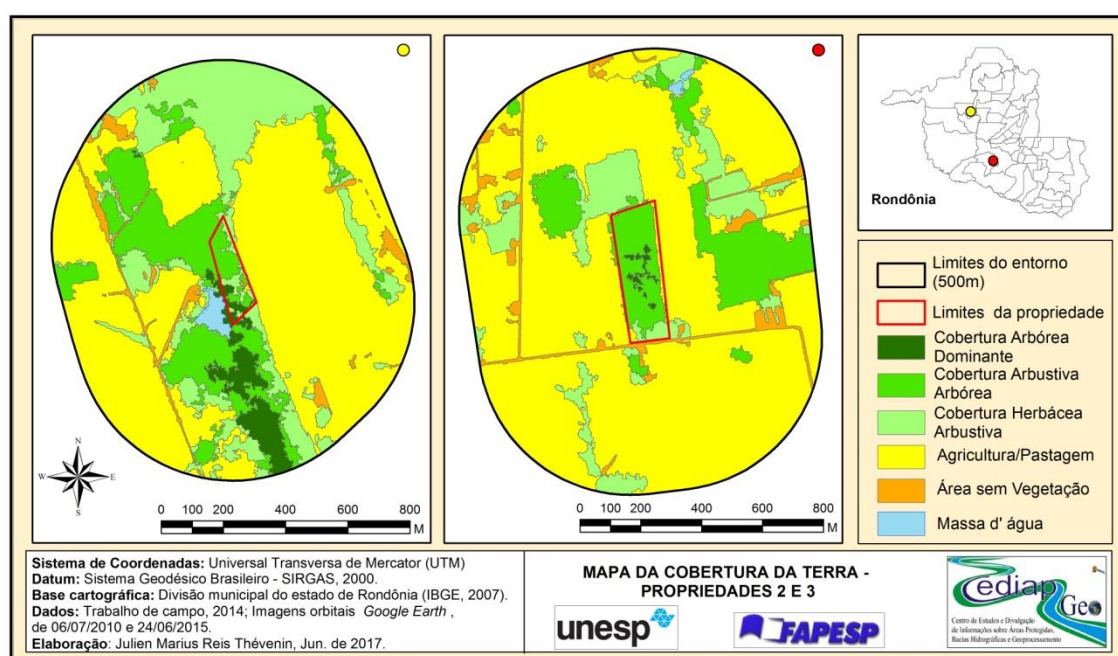 N
W E
S
0 100 200 400 600 800
M
0 100 200 400 600 800
M
Rondônia
Limites do entorno
(500m)
Limites da propriedade
Cobertura Arbórea
Dominante
Cobertura Arbustiva
Arbórea
Cobertura Herbácea
Arbustiva
Agricultura/Pastagem
Área sem Vegetação
Massa d' água
Sistema de Coordenadas: Universal Transversa de Mercator (UTM)
Datum: Sistema Geodésico Brasileiro - SIRGAS, 2000.
Base cartográfica: Divisão municipal do estado de Rondônia (IBGE, 2007).
Dados: Trabalho de campo, 2014; Imagens orbitais Google Earth ,
de 06/07/2010 e 24/06/2015.
Elaboração: Julien Marius Reis Thévenin, Jun. de 2017.
MAPA DA COBERTURA DA TERRA -
PROPRIEDADES 2 E 3
unesp
FAPESP
Cediap
Geo
Centro de Estudos e Divulgação
de Informações sobre Áreas Protegidas,
Bacias Hidrográficas e Geoprocessamento